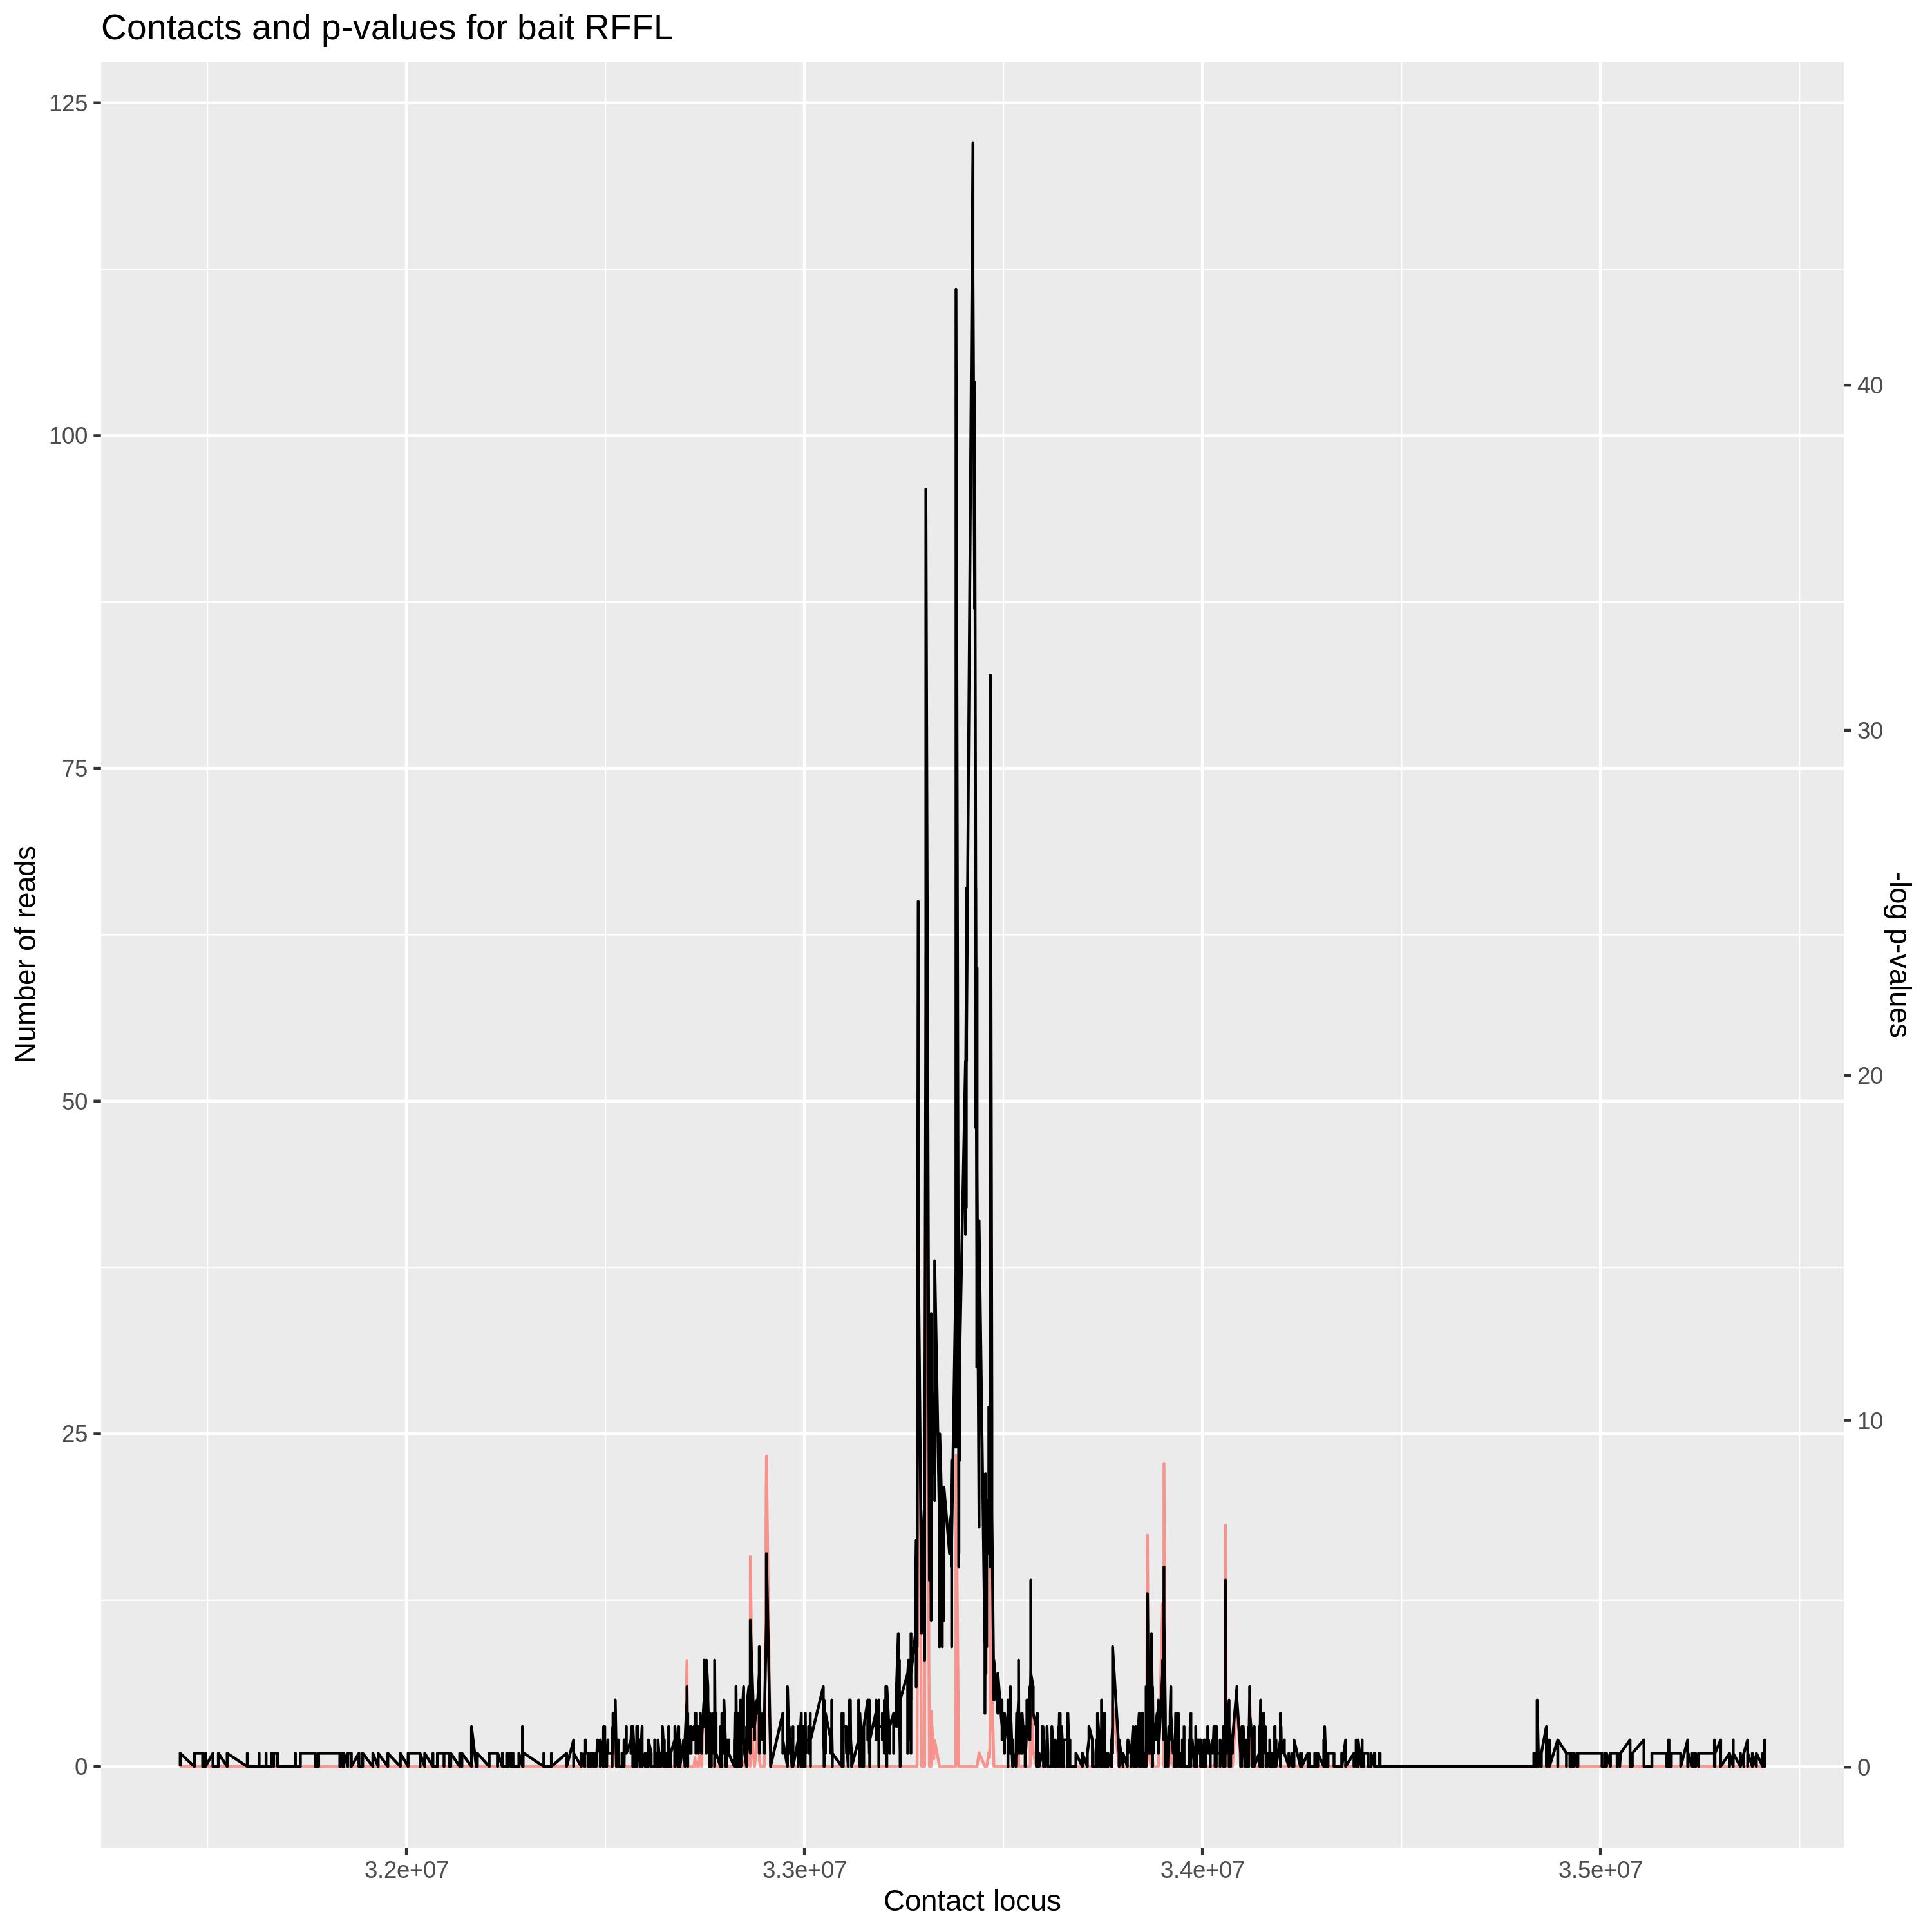 Contacts and p-values for bait RFFL
125
100
75
50
25
0
Number of reads
40
30
20
10
0
-log p-values
3.2e+07
3.3e+07
3.4e+07
3.5e+07
Contact locus